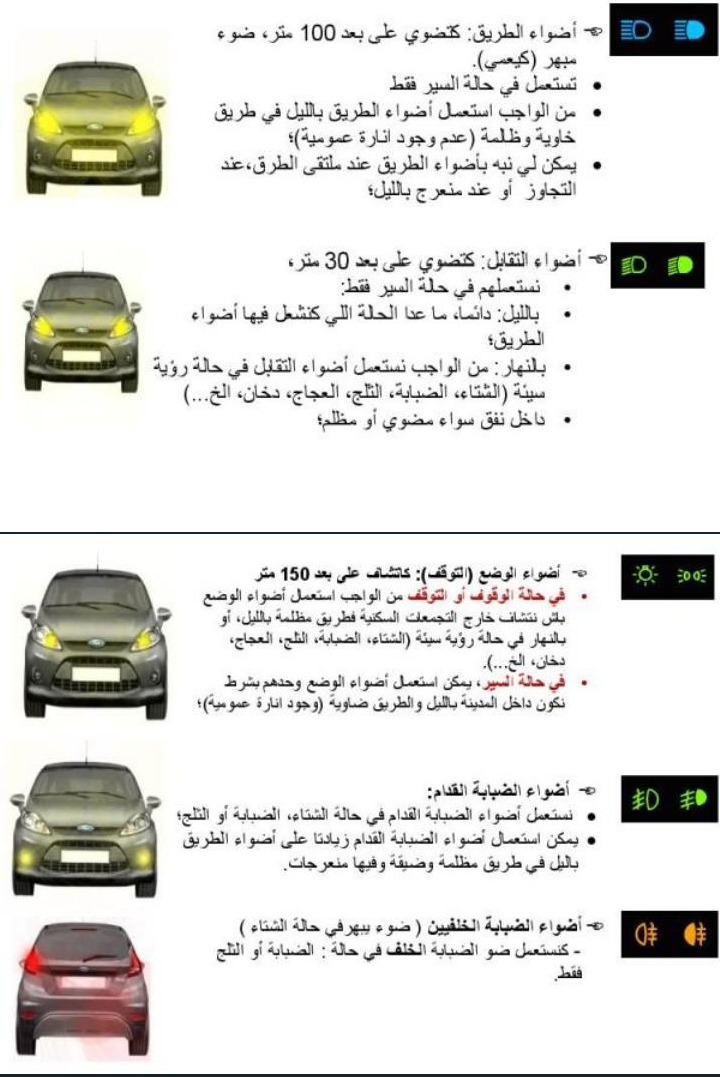 ☜ أضواء الطريق: كتضوي على بعد 100 متر، ضوء
مبهر (كيعمي).
• تستعمل في حالة السير فقط
• من الواجب استعمال أضواء الطريق بالليل في طريق
خاوية وظالمة (عدم وجود انارة عمومية)؛
• يمكن لي نبه بأضواء الطريق عند ملتقى الطرق،عند
التجاوز أو عند منعرج بالليل؛
☜ أضواء التقابل: كتضوي على بعد 30 متر،
• نستعملهم في حالة السير فقط:
• بالليل: دائما، ما عدا الحالة اللي كنشعل فيها أضواء
الطريق؛
• بالنهار: من الواجب نستعمل أضواء التقابل في حالة رؤية
سيئة (الشتاء، الضبابة، الثلج، العجاج، دخان، الخ...)
• داخل نفق سواء مضوي أو مظلم؛
☜ أضواء الوضع (التوقف): كاتشاف على بعد 150 متر
• في حالة الوقوف أو التوقف من الواجب استعمال أضواء الوضع
باش نتشاف خارج التجمعات السكنية فطريق مظلمة بالليل، أو
بالنهار في حالة رؤية سيئة (الشتاء، الضبابة، الثلج، العجاج،
دخان، الخ...).
• في حالة السير، يمكن استعمال أضواء الوضع وحدهم بشرط
نكون داخل المدينة بالليل والطريق ضاوية (وجود انارة عمومية)؛
☜ أضواء الضبابة القدام:
• نستعمل أضواء الضبابة القدام في حالة الشتاء، الضبابة أو الثلج؛
• يمكن استعمال أضواء الضبابة القدام زيادتا على أضواء الطريق
باليل في طريق مظلمة وضيقة وفيها منعرجات.
☜ أضواء الضبابة الخلفيين ( ضوء يبهرفي حالة الشتاء )
- كنستعمل ضو الضبابة الخلف في حالة : الضبابة أو الثلج
فقط.